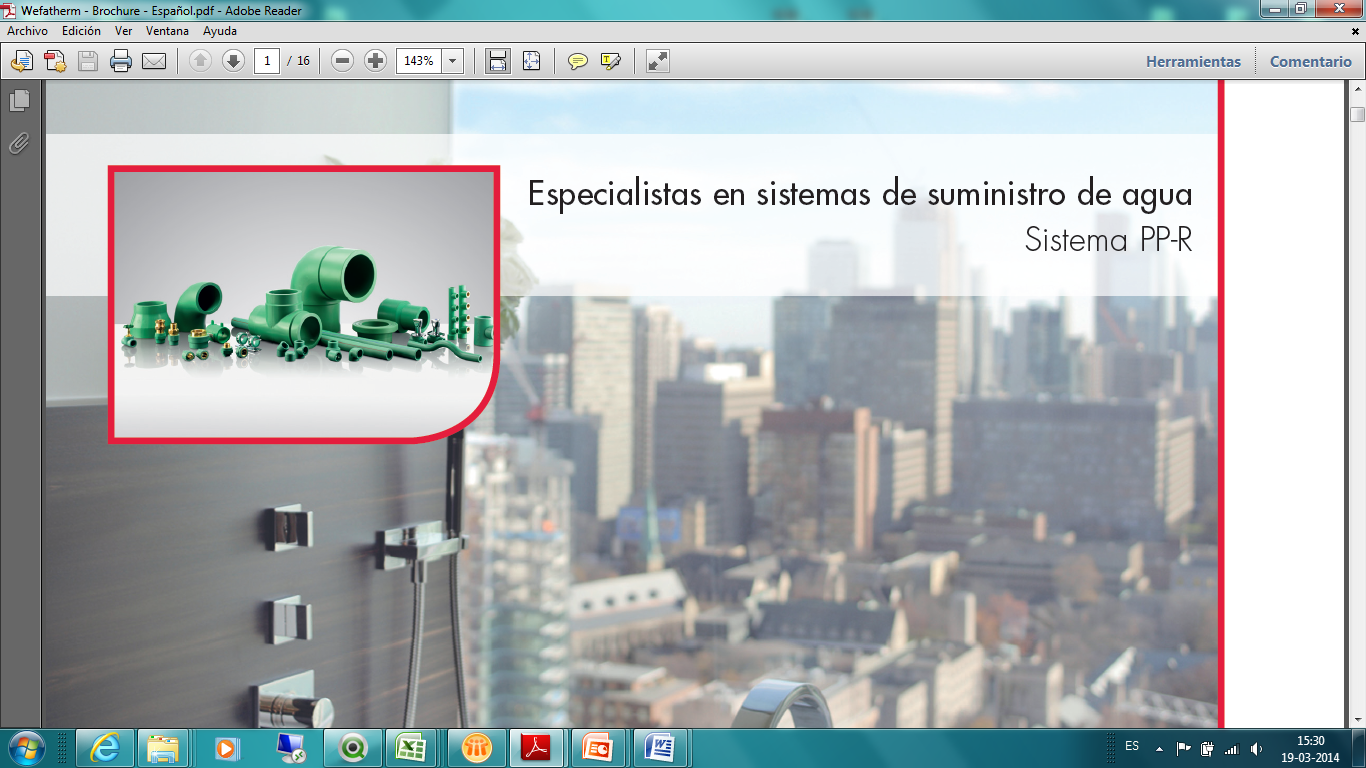 Wefatherm - Brochure - Español.pdf - Adobe Reader
Archivo Edición Ver Ventana Ayuda
1 / 16 143% Herramientas Comentario
Especialistas en sistemas de suministro de agua
Sistema PP-R
ES 15:30
19-03-2014